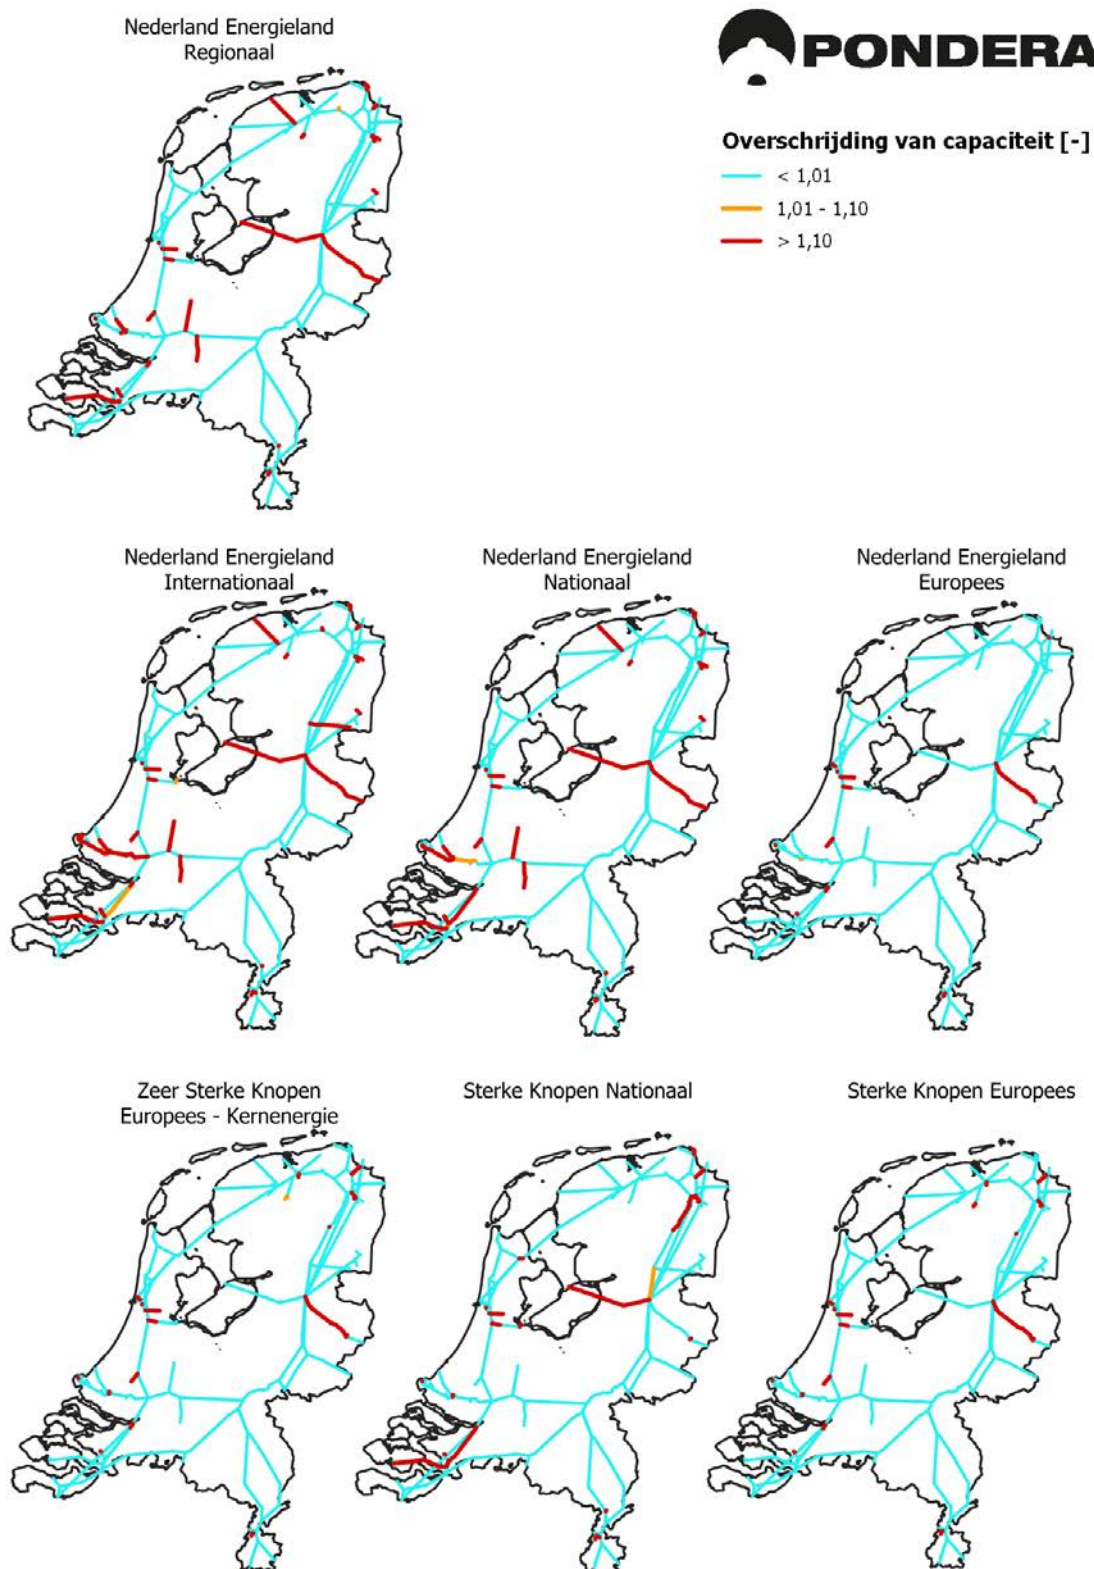 Nederland Energieland
Regionaal
PONDERA
Overschrijding van capaciteit [-]
< 1,01
1,01 - 1,10
> 1,10
Nederland Energieland
Internationaal
Nederland Energieland
Nationaal
Nederland Energieland
Europees
Zeer Sterke Knopen
Europees - Kernenergie
Sterke Knopen Nationaal
Sterke Knopen Europees